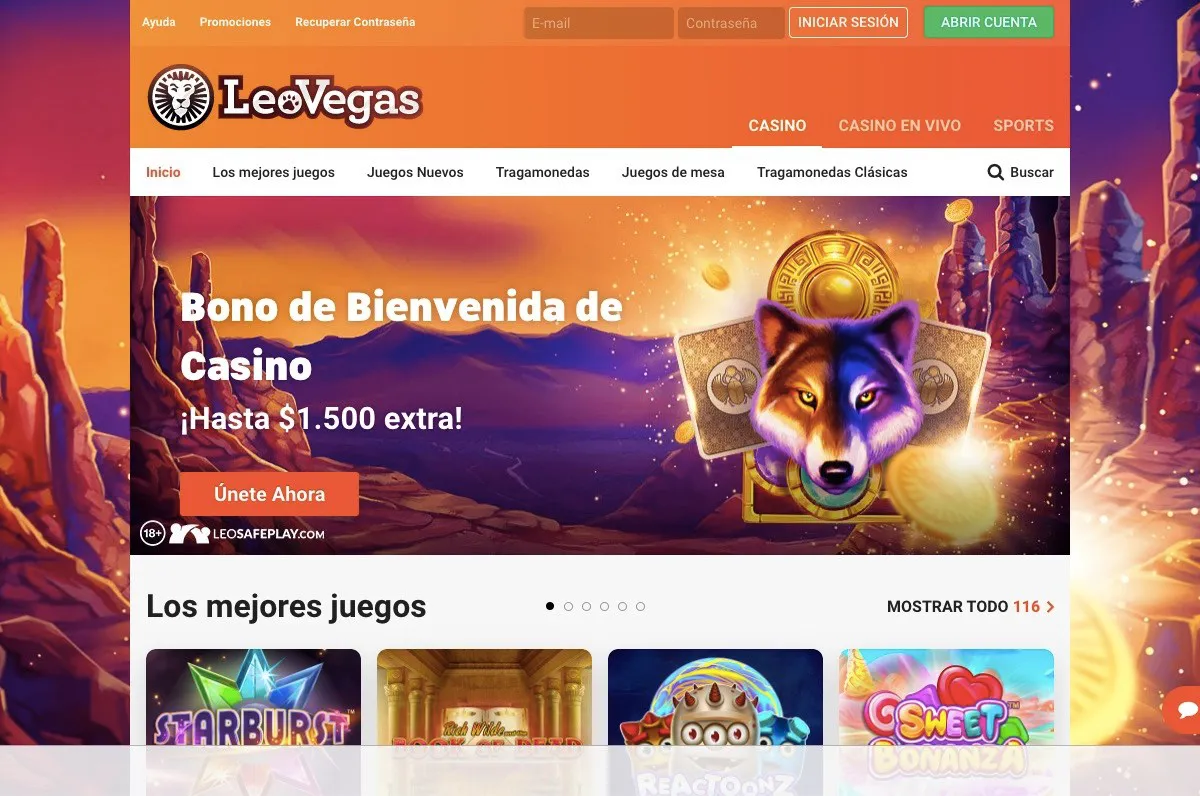 Ayuda Promociones Recuperar Contraseña E-mail Contraseña INICIAR SESIÓN ABRIR CUENTA
LeoVegas
CASINO CASINO EN VIVO SPORTS
Inicio Los mejores juegos Juegos Nuevos Tragamonedas Juegos de mesa Tragamonedas Clásicas Buscar
Bono de Bienvenida de
Casino
¡Hasta $1.500 extra!
Únete Ahora
18+ LEOSAFEPLAY.COM
Los mejores juegos MOSTRAR TODO 116
STARBURST™
Rich Wilde and the
BOOK OF DEAD
REACTOONZ
SWEET
BONANZA™